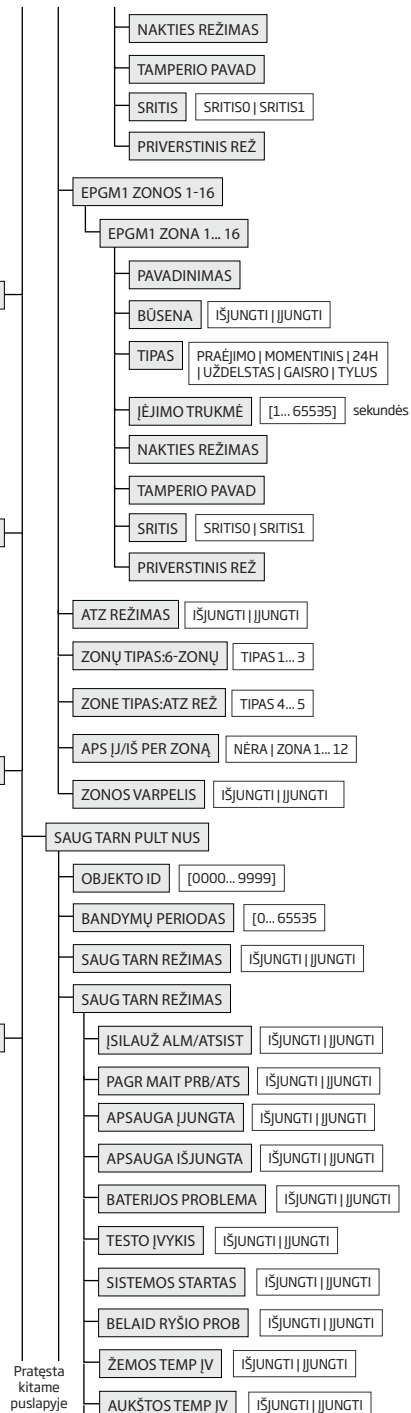 NAKTIES REŽIMAS
TAMPERIO PAVAD
SRITIS SRITIS0 | SRITIS1
PRIVERSTINIS REŽ
EPGM1 ZONOS 1-16
EPGM1 ZONA 1... 16
PAVADINIMAS
BŪSENA IŠJUNGTI | ĮJUNGTI
TIPAS PRAĖJIMO | MOMENTINIS | 24H
| UŽDELSTAS | GAISRO | TYLUS
ĮĖJIMO TRUKMĖ [1... 65535] sekundės
NAKTIES REŽIMAS
TAMPERIO PAVAD
SRITIS SRITIS0 | SRITIS1
PRIVERSTINIS REŽ
ATZ REŽIMAS IŠJUNGTI | ĮJUNGTI
ZONŲ TIPAS:6-ZONŲ TIPAS 1... 3
ZONE TIPAS:ATZ REŽ TIPAS 4... 5
APS ĮJ/IŠ PER ZONĄ NĖRA | ZONA 1... 12
ZONOS VARPELIS IŠJUNGTI | ĮJUNGTI
SAUG TARN PULT NUS
OBJEKTO ID [0000... 9999]
BANDYMŲ PERIODAS [0... 65535
SAUG TARN REŽIMAS IŠJUNGTI | ĮJUNGTI
SAUG TARN REŽIMAS
ĮSILAUŽ ALM/ATSIST IŠJUNGTI | ĮJUNGTI
PAGR MAIT PRB/ATS IŠJUNGTI | ĮJUNGTI
APSAUGA ĮJUNGTA IŠJUNGTI | ĮJUNGTI
APSAUGA IŠJUNGTA IŠJUNGTI | ĮJUNGTI
BATERIJOS PROBLEMA IŠJUNGTI | ĮJUNGTI
TESTO ĮVYKIS IŠJUNGTI | ĮJUNGTI
SISTEMOS STARTAS IŠJUNGTI | ĮJUNGTI
BELAID RYŠIO PROB IŠJUNGTI | ĮJUNGTI
ŽEMOS TEMP ĮV IŠJUNGTI | ĮJUNGTI
AUKŠTOS TEMP ĮV IŠJUNGTI | ĮJUNGTI
Pratęsta
kitame
puslapyje